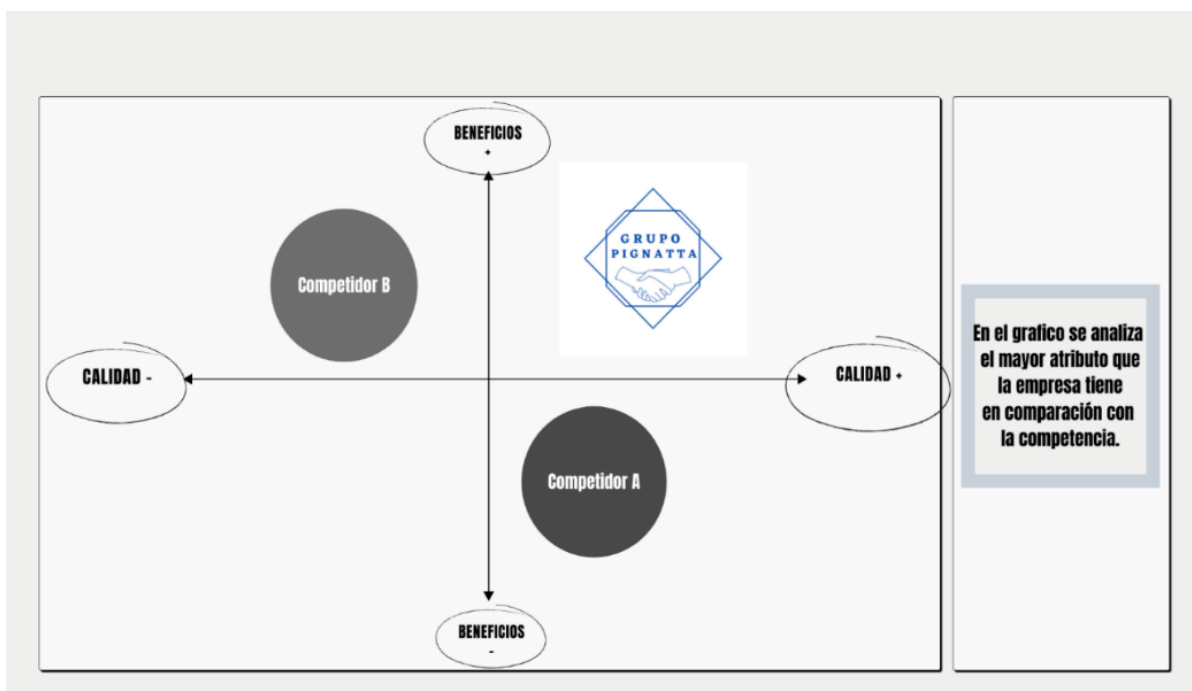 BENEFICIOS
+
GRUPO
PIGNATTA
Competidor B
CALIDAD -
CALIDAD +
Competidor A
BENEFICIOS
-
En el grafico se analiza
el mayor atributo que
la empresa tiene
en comparación con
la competencia.